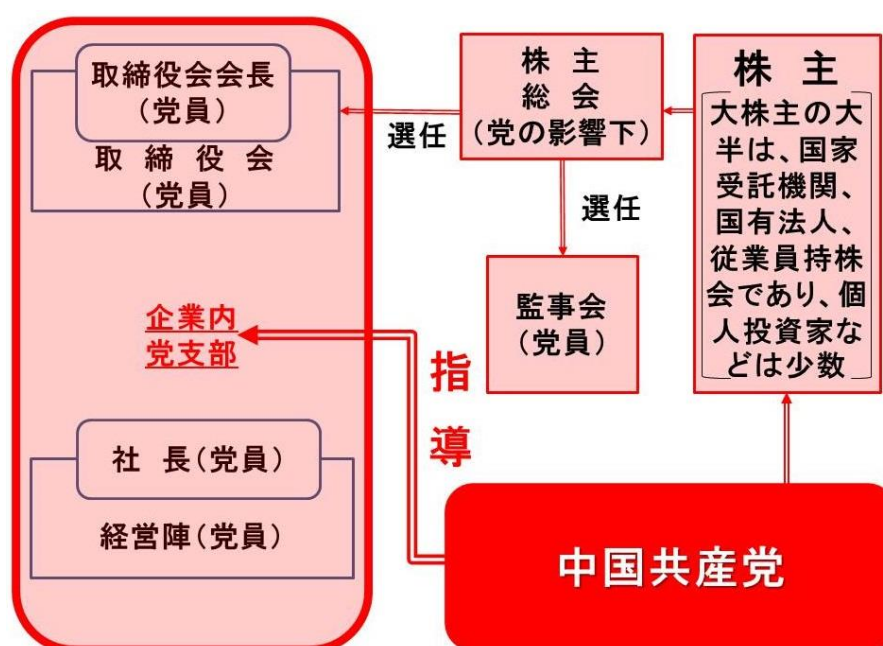 取締役会会長
(党員)
取締役会
(党員)
企業内
党支部
社長(党員)
経営陣(党員)
選任
株主
総会
(党の影響下)
選任
監事会
(党員)
株主
大株主の大
半は、国家
受託機関、
国有法人、
従業員持株
会であり、個
人投資家な
どは少数
指
導
中国共産党